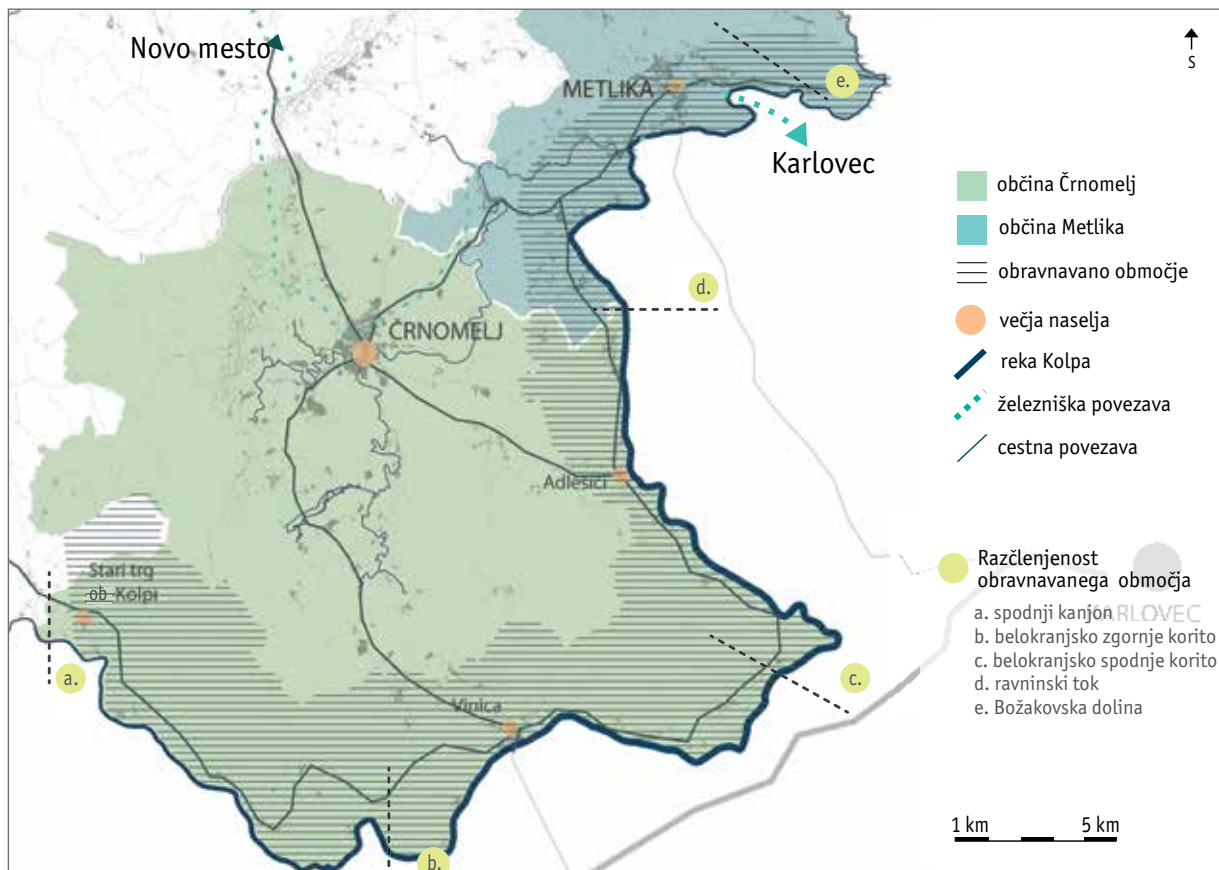 Novo mesto
S
METLIKA
e.
Karlovec
d.
ČRNOMELJ
Adlešiči
Stari trg
ob Kolpi
a.
c.
Vinica
b.
občina Črnomelj
občina Metlika
obravnavano območje
večja naselja
reka Kolpa
železniška povezava
cestna povezava
Razčlenjenost
obravnavanega območja
KARLOVEC
a. spodnji kanjon
b. belokranjsko zgornje korito
c. belokranjsko spodnje korito
d. ravninski tok
e. Božakovska dolina
1 km 5 km